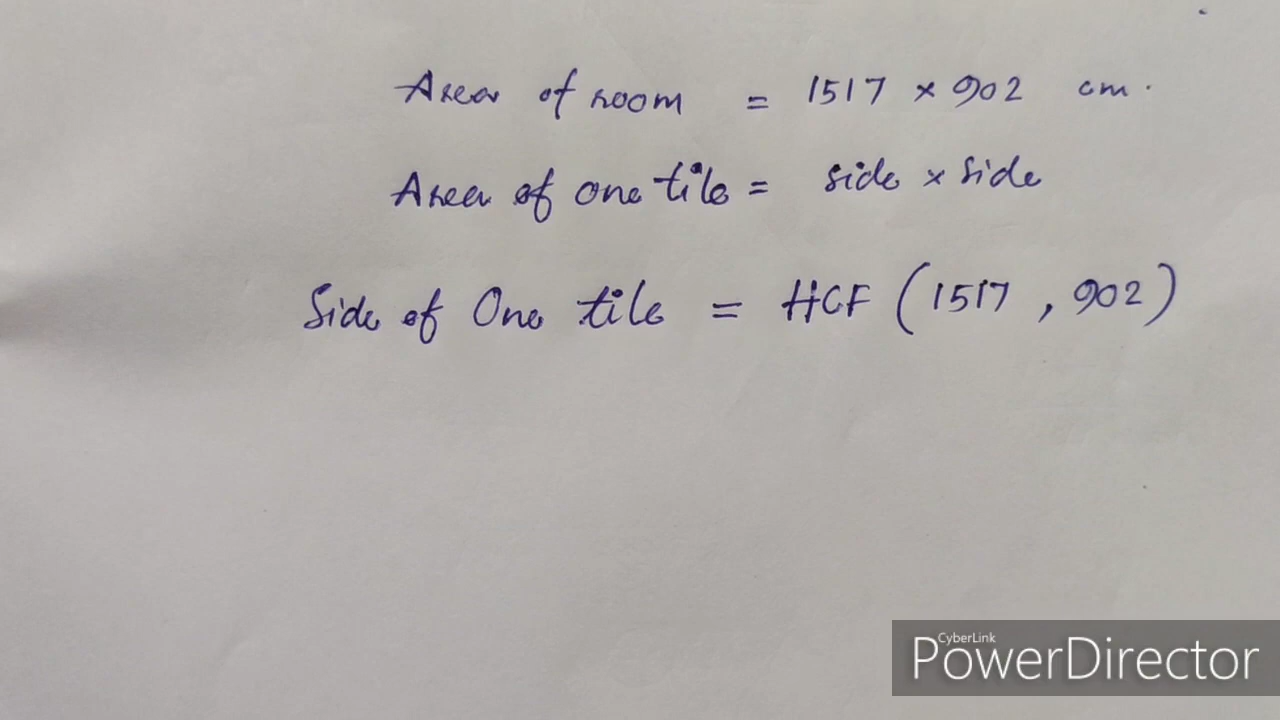 Area of room = 1517 × 902 cm.
Area of one tile = side × side
Side of One tile = HCF (1517, 902)
CyberLink
PowerDirector